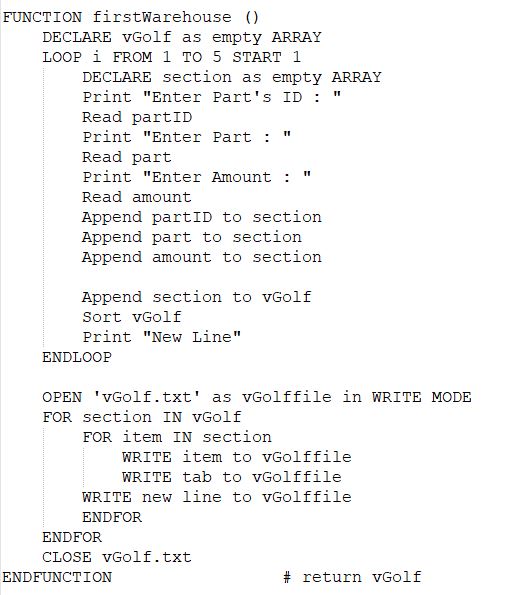 FUNCTION firstWarehouse ()
    DECLARE vGolf as empty ARRAY
    LOOP i FROM 1 TO 5 START 1
        DECLARE section as empty ARRAY
        Print "Enter Part's ID : "
        Read partID
        Print "Enter Part : "
        Read part
        Print "Enter Amount : "
        Read amount
        Append partID to section
        Append part to section
        Append amount to section

        Append section to vGolf
        Sort vGolf
        Print "New Line"
    ENDLOOP

    OPEN 'vGolf.txt' as vGolffile in WRITE MODE
    FOR section IN vGolf
        FOR item IN section
            WRITE item to vGolffile
            WRITE tab to vGolffile
        WRITE new line to vGolffile
        ENDFOR
    ENDFOR
    CLOSE vGolf.txt
ENDFUNCTION                 # return vGolf